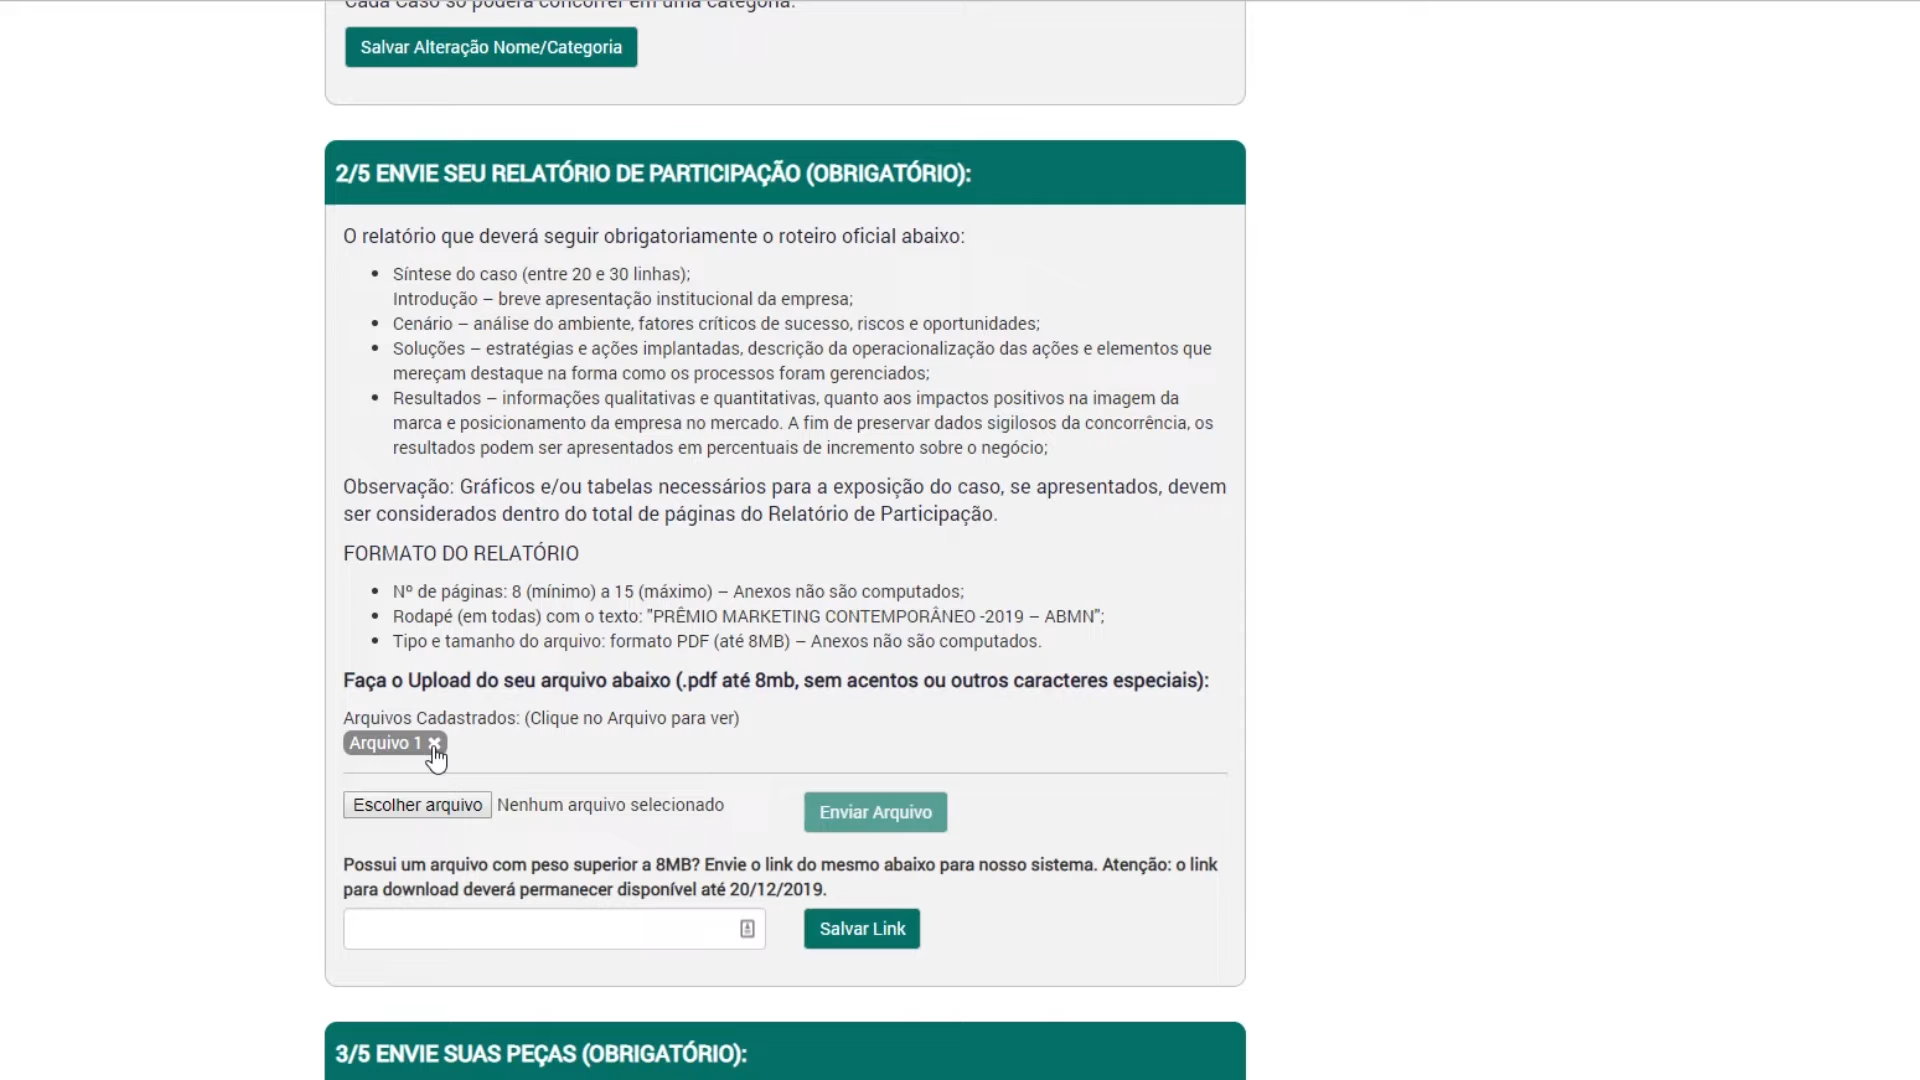 Cada Caso só poderá concorrer em uma categoria.
Salvar Alteração Nome/Categoria
2/5 ENVIE SEU RELATÓRIO DE PARTICIPAÇÃO (OBRIGATÓRIO):
O relatório que deverá seguir obrigatoriamente o roteiro oficial abaixo:
• Síntese do caso (entre 20 e 30 linhas);
Introdução – breve apresentação institucional da empresa;
• Cenário – análise do ambiente, fatores críticos de sucesso, riscos e oportunidades;
• Soluções – estratégias e ações implantadas, descrição da operacionalização das ações e elementos que
mereçam destaque na forma como os processos foram gerenciados;
• Resultados – informações qualitativas e quantitativas, quanto aos impactos positivos na imagem da
marca e posicionamento da empresa no mercado. A fim de preservar dados sigilosos da concorrência, os
resultados podem ser apresentados em percentuais de incremento sobre o negócio;
Observação: Gráficos e/ou tabelas necessários para a exposição do caso, se apresentados, devem
ser considerados dentro do total de páginas do Relatório de Participação.
FORMATO DO RELATÓRIO
• Nº de páginas: 8 (mínimo) a 15 (máximo) – Anexos não são computados;
• Rodapé (em todas) com o texto: "PRÊMIO MARKETING CONTEMPORÂNEO -2019 – ABMN";
• Tipo e tamanho do arquivo: formato PDF (até 8MB) – Anexos não são computados.
Faça o Upload do seu arquivo abaixo (.pdf até 8mb, sem acentos ou outros caracteres especiais):
Arquivos Cadastrados: (Clique no Arquivo para ver)
Arquivo 1
Escolher arquivo Nenhum arquivo selecionado
Enviar Arquivo
Possui um arquivo com peso superior a 8MB? Envie o link do mesmo abaixo para nosso sistema. Atenção: o link
para download deverá permanecer disponível até 20/12/2019.
Salvar Link
3/5 ENVIE SUAS PEÇAS (OBRIGATÓRIO):